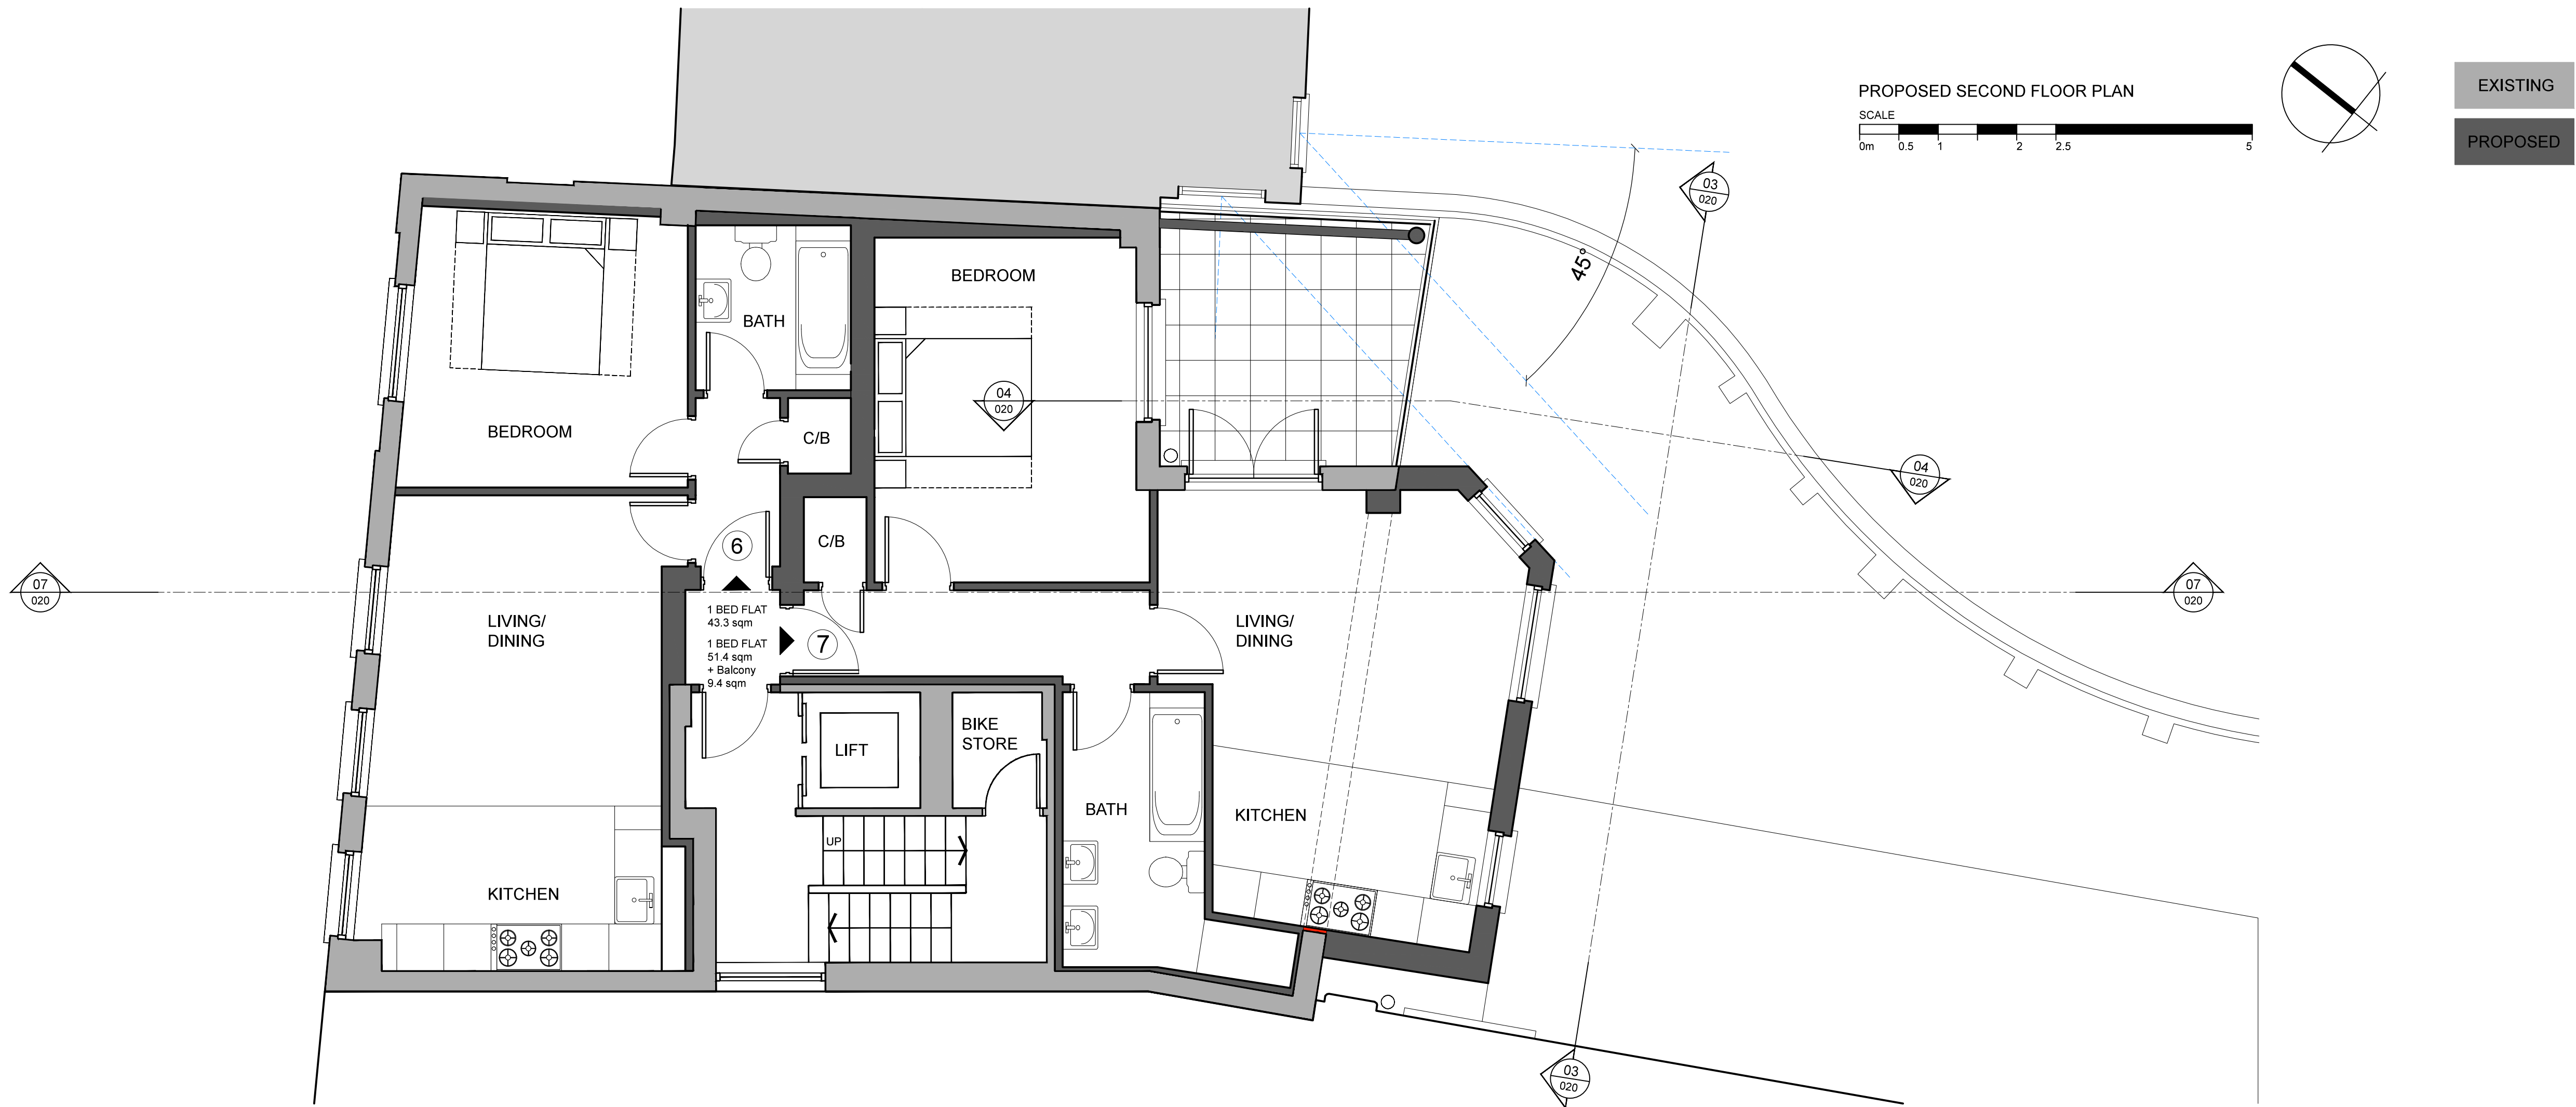 PROPOSED SECOND FLOOR PLAN
SCALE
0m 0.5 1 2 2.5 5
EXISTING
PROPOSED
03
020
45°
BEDROOM
BATH
BEDROOM
04
020
C/B
BEDROOM
04
020
C/B
6
07
020
07
020
1 BED FLAT
43.3 sqm
1 BED FLAT
51.4 sqm
+ Balcony
9.4 sqm
7
LIVING/
DINING
LIVING/
DINING
LIFT
BIKE
STORE
BATH
KITCHEN
UP
KITCHEN
03
020